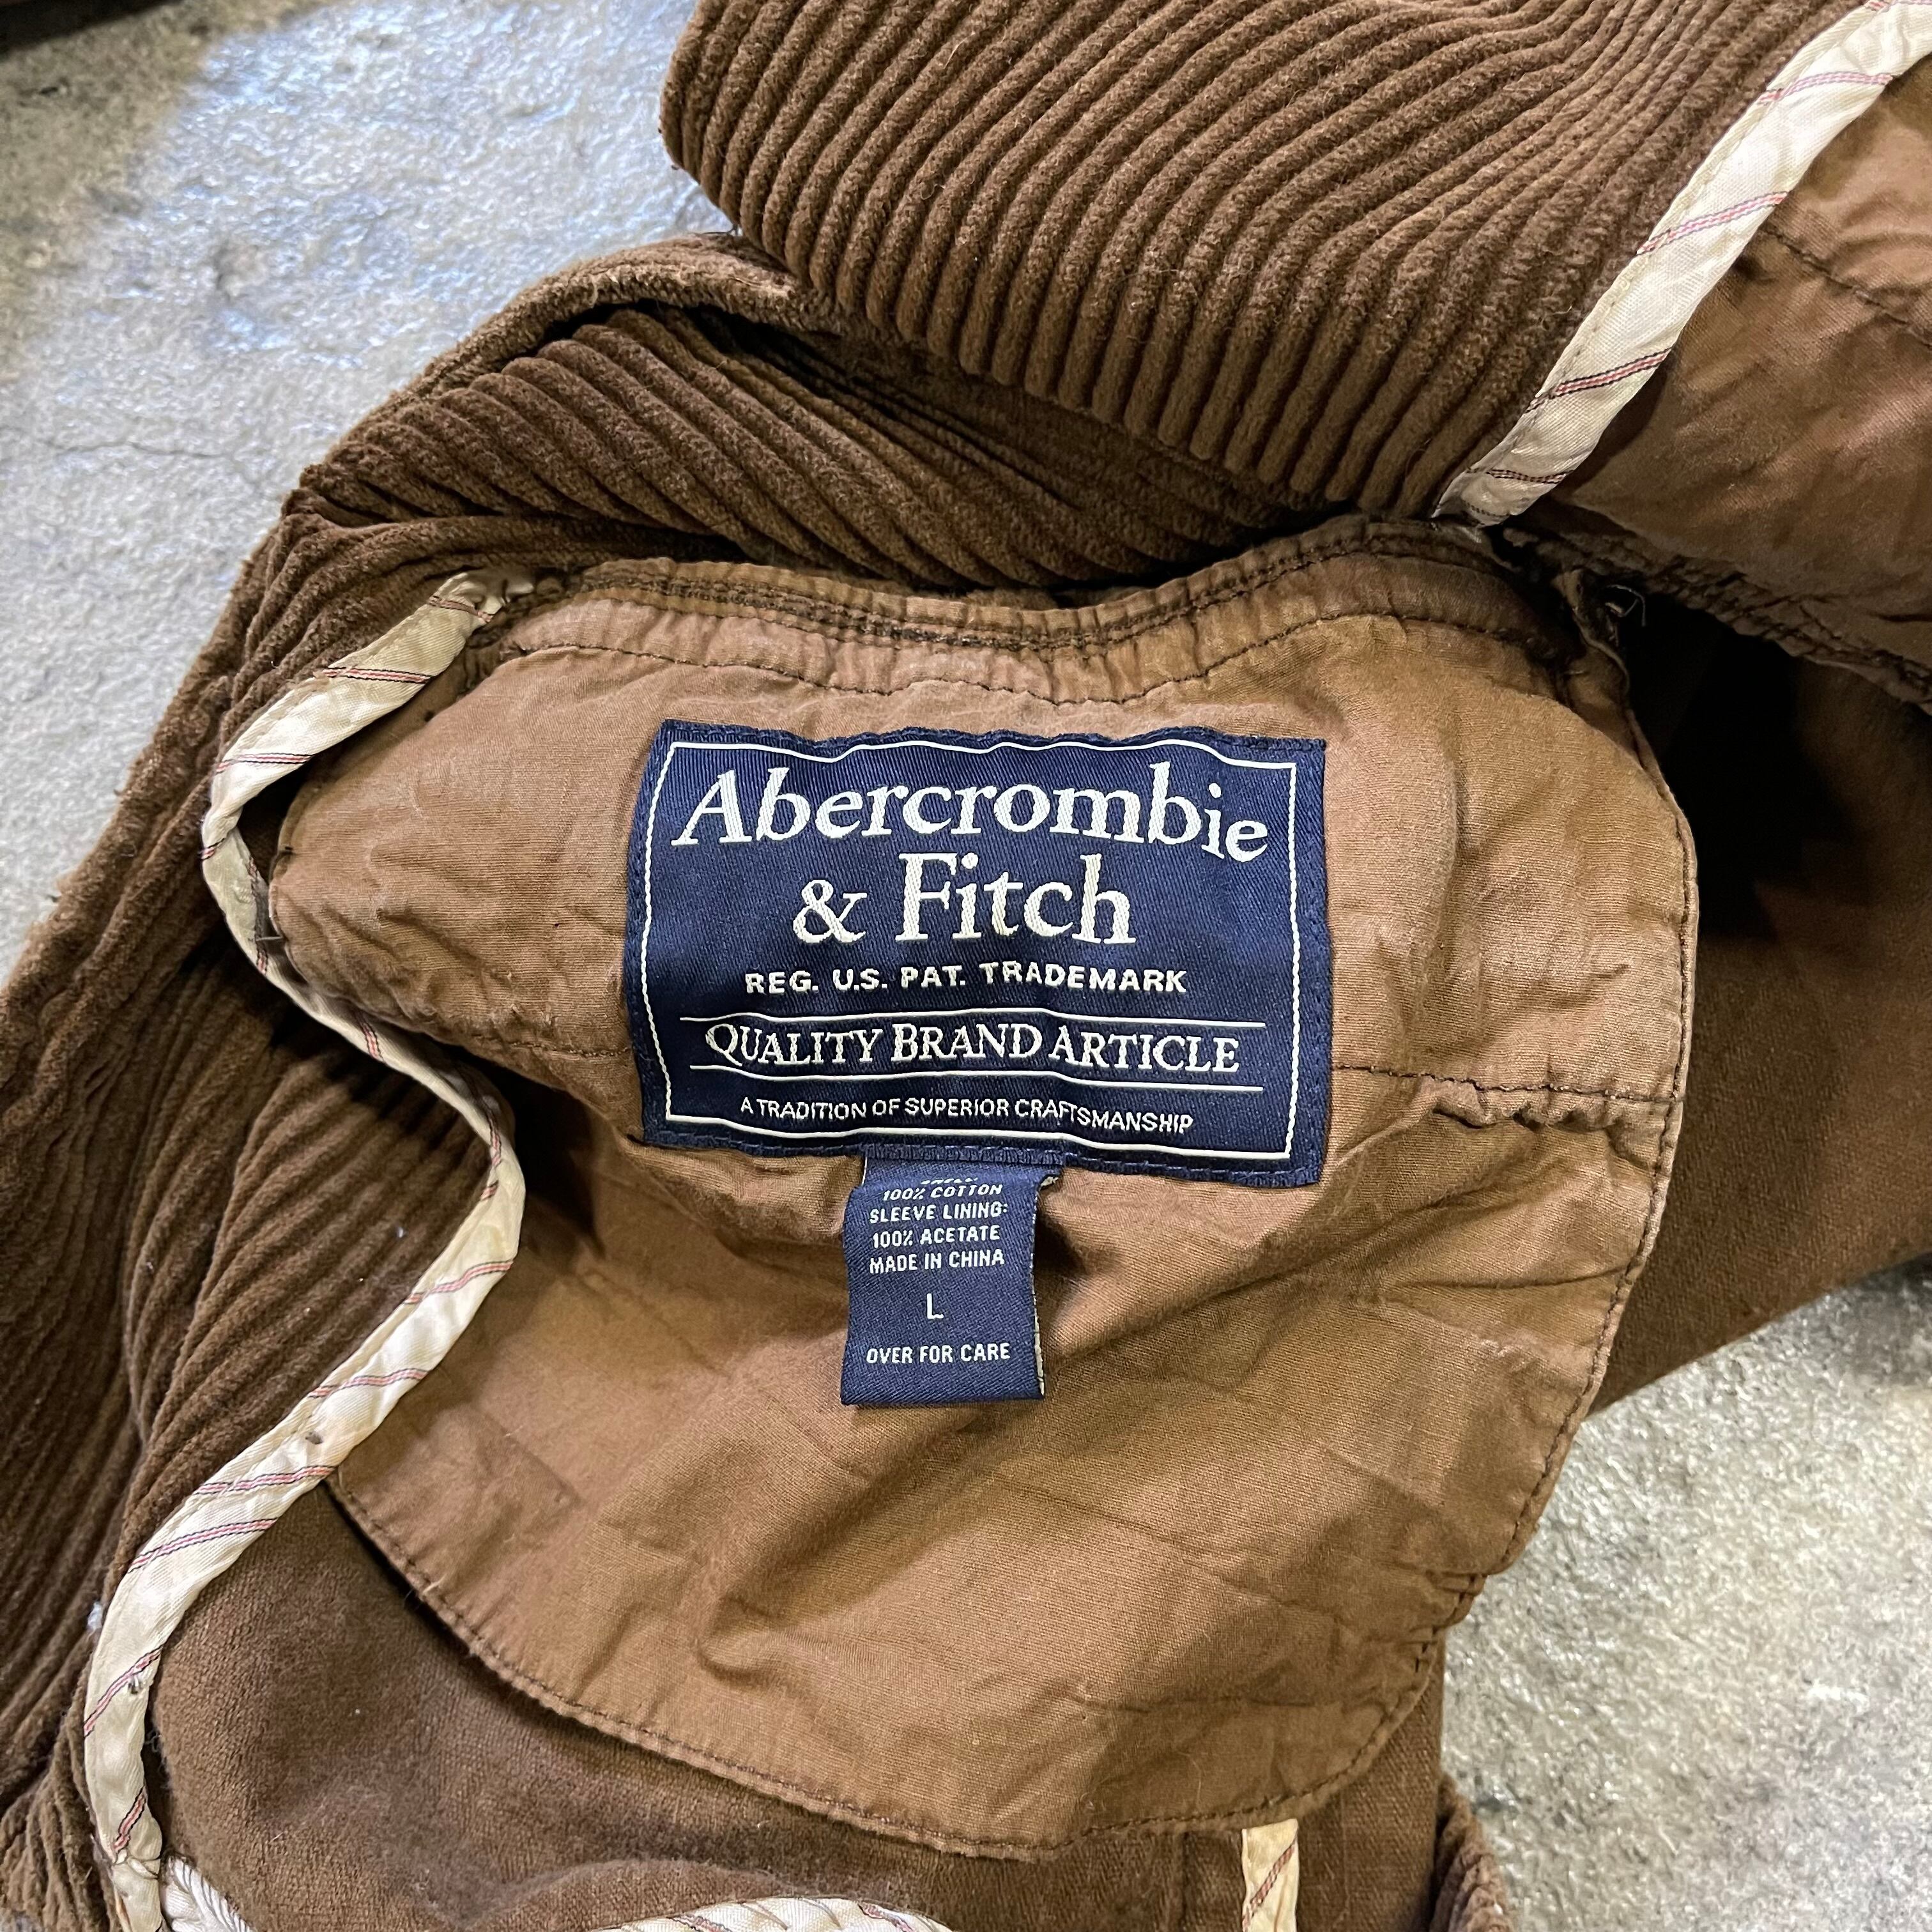 Abercrombie
& Fitch
REG. U.S. PAT. TRADEMARK
QUALITY BRAND ARTICLE
A TRADITION OF SUPERIOR CRAFTSMANSHIP
100% COTTON
SLEEVE LINING:
100% ACETATE
MADE IN CHINA
L
OVER FOR CARE